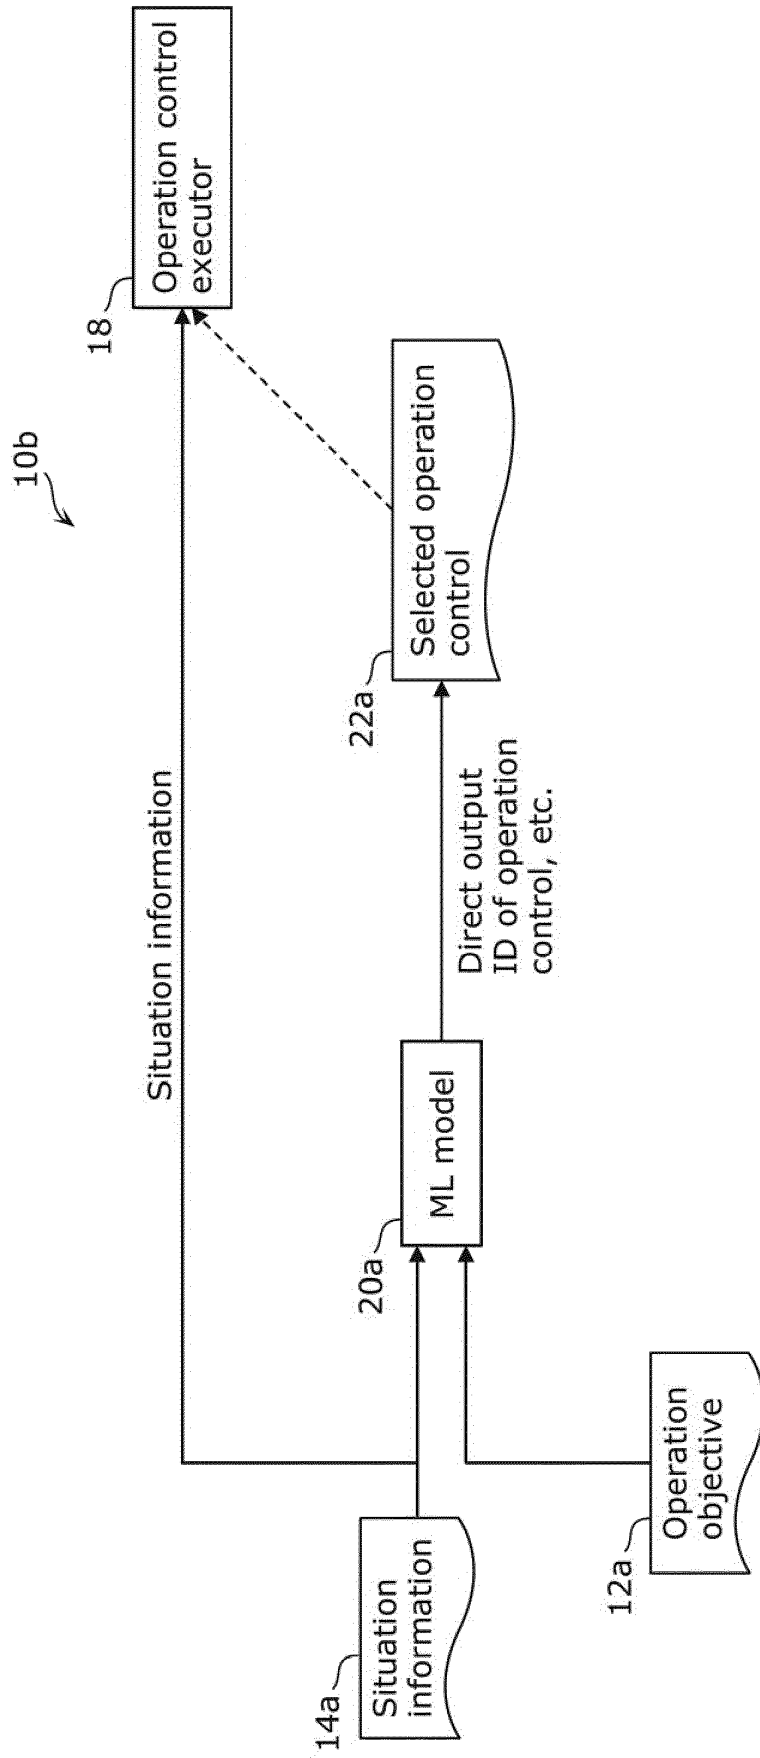 10b
18
Operation control
executor
Situation information
22a
Selected operation
control
Direct output
ID of operation
control, etc.
20a
ML model
14a
Situation
information
12a
Operation
objective